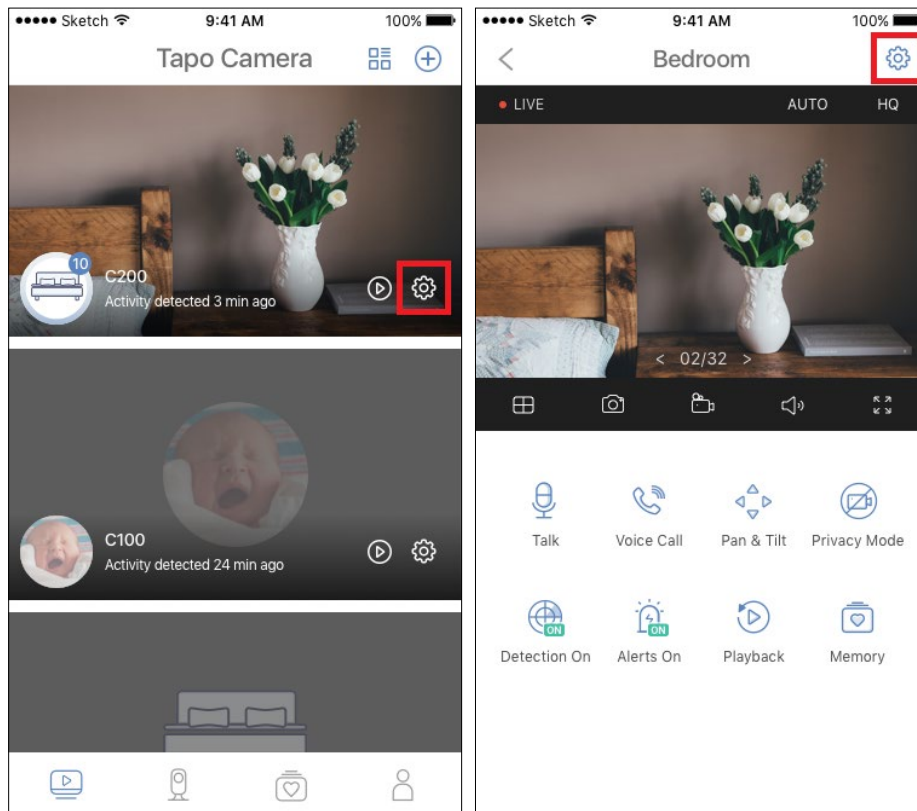 Sketch 9:41 AM 100%
Tapo Camera
10
C200
Activity detected 3 min ago
C100
Activity detected 24 min ago
Sketch 9:41 AM 100%
Bedroom
LIVE AUTO HQ
< 02/32 >
Talk Voice Call Pan & Tilt Privacy Mode
ON ON
Detection On Alerts On Playback Memory